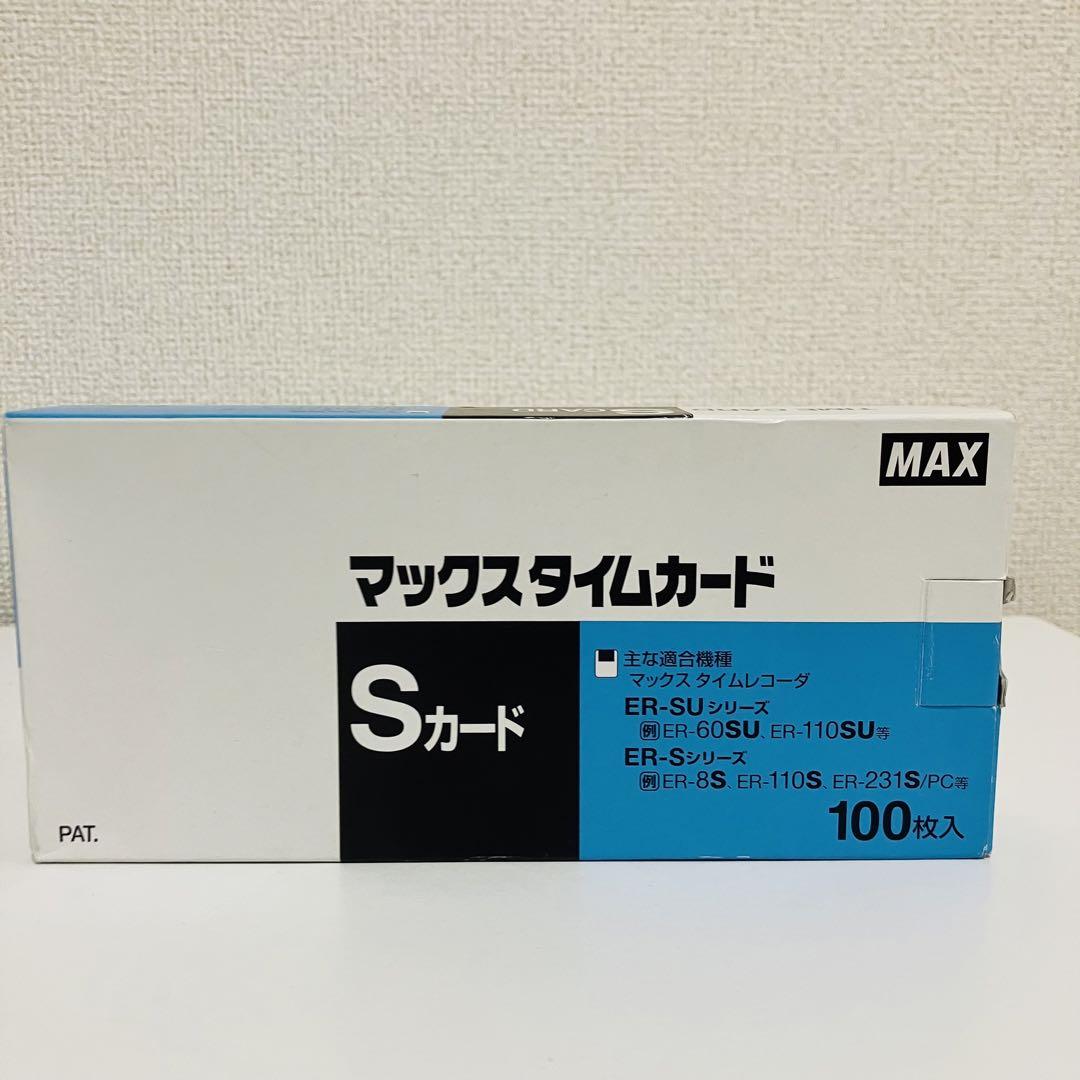 CARD
MAX
マックスタイムカード
Sカード
主な適合機種
マックス タイムレコーダ
ER-SUシリーズ
例ER-60SU、ER-110SU等
ER-Sシリーズ
例ER-8S、ER-110S、ER-231S/PC等
100枚入
PAT.